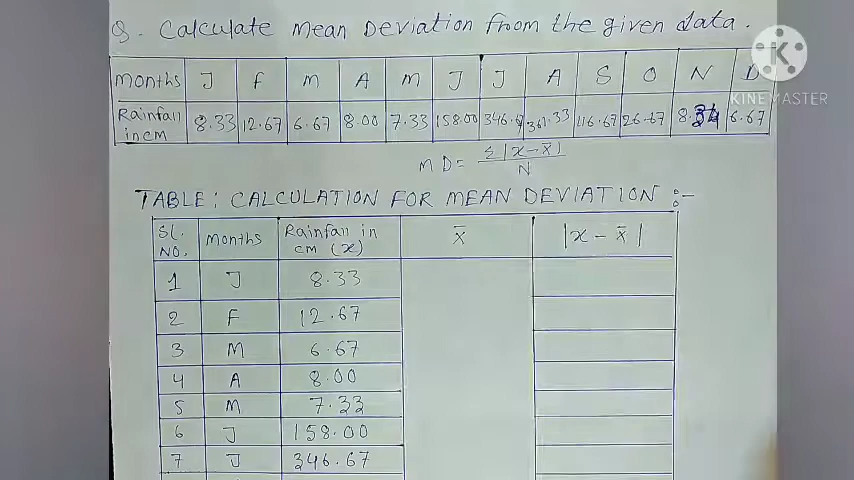 Q. Calculate Mean Deviation from the given data.
Months J F M A M J J A S O N D
Rainfall in cm 8.33 12.67 6.67 8.00 7.33 158.00 346.67 361.33 116.67 26.67 6.67
KINEMASTER
MD = Σ|x-x̄| / N
TABLE: CALCULATION FOR MEAN DEVIATION :-
SL. NO. Months Rainfall in cm (x) x̄ |x - x̄|
1 J 8.33
2 F 12.67
3 M 6.67
4 A 8.00
5 M 7.33
6 J 158.00
7 J 346.67